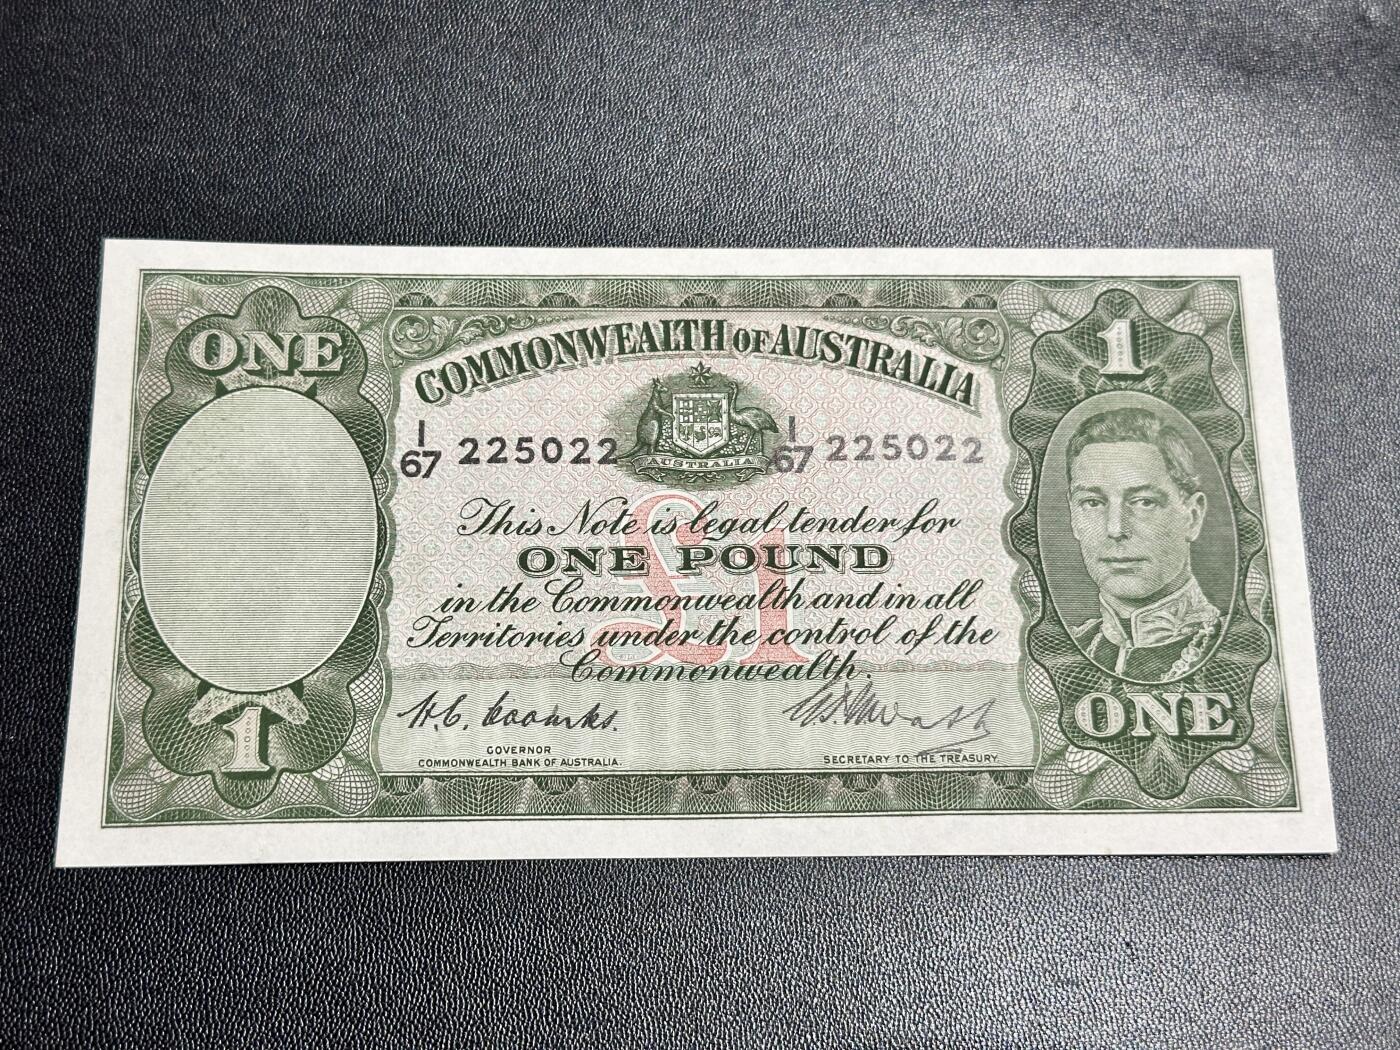 ONE
1
COMMONWEALTH OF AUSTRALIA
I/67 225022
I/67 225022
AUSTRALIA
This Note is legal tender for
ONE POUND
in the Commonwealth and in all
Territories under the control of the
Commonwealth.
£1
H.C. Coombs.
GOVERNOR
COMMONWEALTH BANK OF AUSTRALIA.
SECRETARY TO THE TREASURY
1
ONE